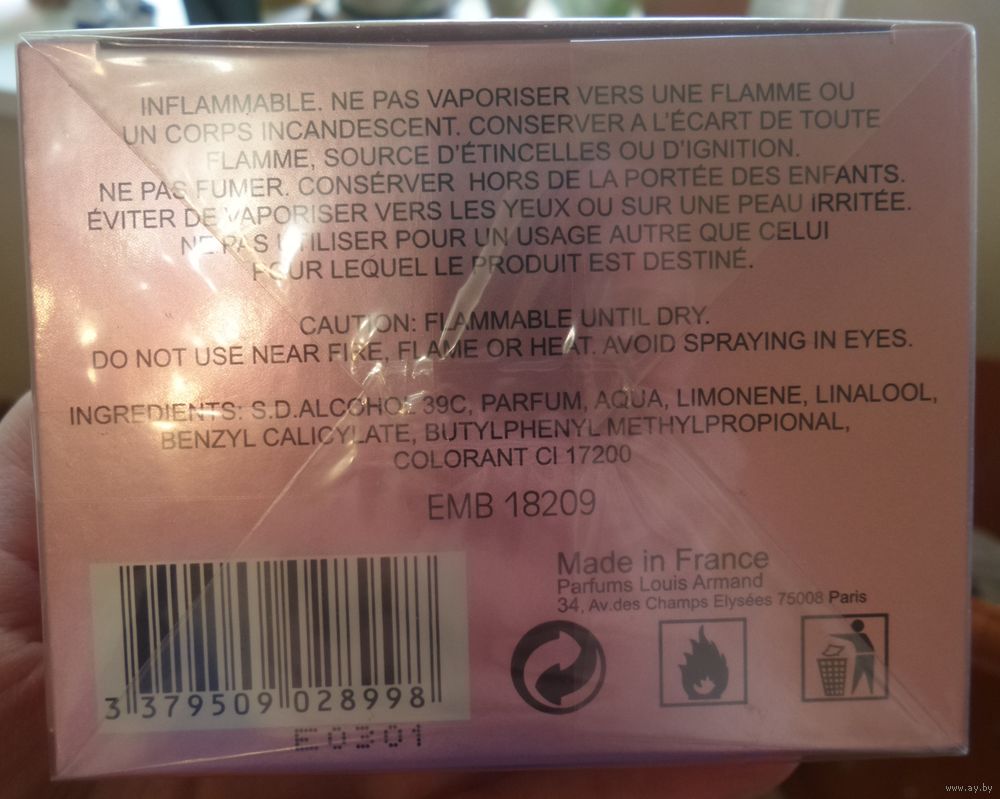 INFLAMMABLE. NE PAS VAPORISER VERS UNE FLAMME OU
UN CORPS INCANDESCENT. CONSERVER A L'ÉCART DE TOUTE
FLAMME, SOURCE D'ÉTINCELLES OU D'IGNITION.
NE PAS FUMER. CONSÉRVER HORS DE LA PORTÉE DES ENFANTS.
ÉVITER DE VAPORISER VERS LES YEUX OU SUR UNE PEAU IRRITÉE.
NE PAS UTILISER POUR UN USAGE AUTRE QUE CELUI
POUR LEQUEL LE PRODUIT EST DESTINÉ.
CAUTION: FLAMMABLE UNTIL DRY.
DO NOT USE NEAR FIRE, FLAME OR HEAT. AVOID SPRAYING IN EYES.
INGREDIENTS: S.D.ALCOHOL 39C, PARFUM, AQUA, LIMONENE, LINALOOL,
BENZYL CALICYLATE, BUTYLPHENYL METHYLPROPIONAL,
COLORANT CI 17200
EMB 18209
Made in France
Parfums Louis Armand
34, Av.des Champs Elysées 75008 Paris
3 379509 028998
E0301
www.ay.by